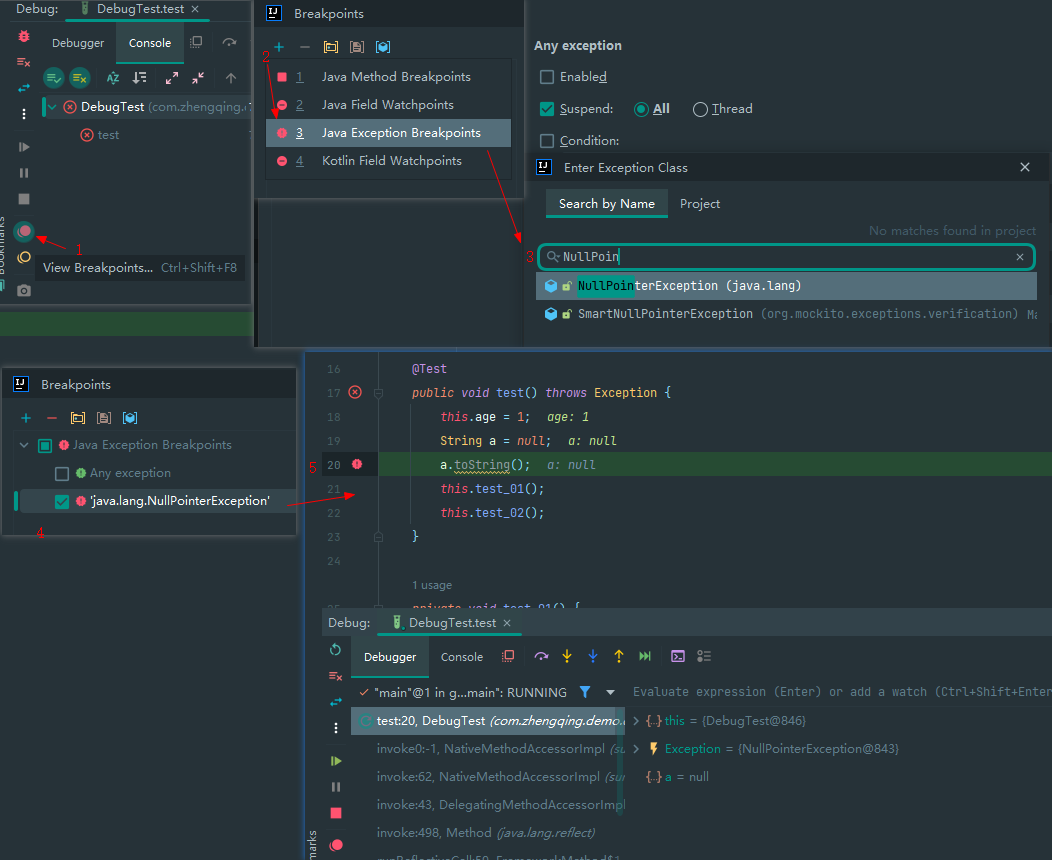 Debug: DebugTest.test ×
Debugger Console
DebugTest (com.zhengqing.
test
1
View Breakpoints... Ctrl+Shift+F8
Breakpoints
2
1 Java Method Breakpoints
2 Java Field Watchpoints
3 Java Exception Breakpoints
4 Kotlin Field Watchpoints
Any exception
Enabled
Suspend: All Thread
Condition:
Enter Exception Class
Search by Name Project
No matches found in project
3 NullPoin
NullPointerException (java.lang)
SmartNullPointerException (org.mockito.exceptions.verification) Ma
Breakpoints
Java Exception Breakpoints
Any exception
'java.lang.NullPointerException'
4
16 @Test
17 public void test() throws Exception {
18 this.age = 1; age: 1
19 String a = null; a: null
5 20 a.toString(); a: null
21 this.test_01();
22 this.test_02();
23 }
24
1 usage
private void test_01() {
Debug: DebugTest.test ×
Debugger Console
"main"@1 in g...main": RUNNING
Evaluate expression (Enter) or add a watch (Ctrl+Shift+Enter
test:20, DebugTest (com.zhengqing.demo.
this = {DebugTest@846}
invoke0:-1, NativeMethodAccessorImpl (su
Exception = {NullPointerException@843}
invoke:62, NativeMethodAccessorImpl (sun
a = null
invoke:43, DelegatingMethodAccessorImpl
invoke:498, Method (java.lang.reflect)
marks